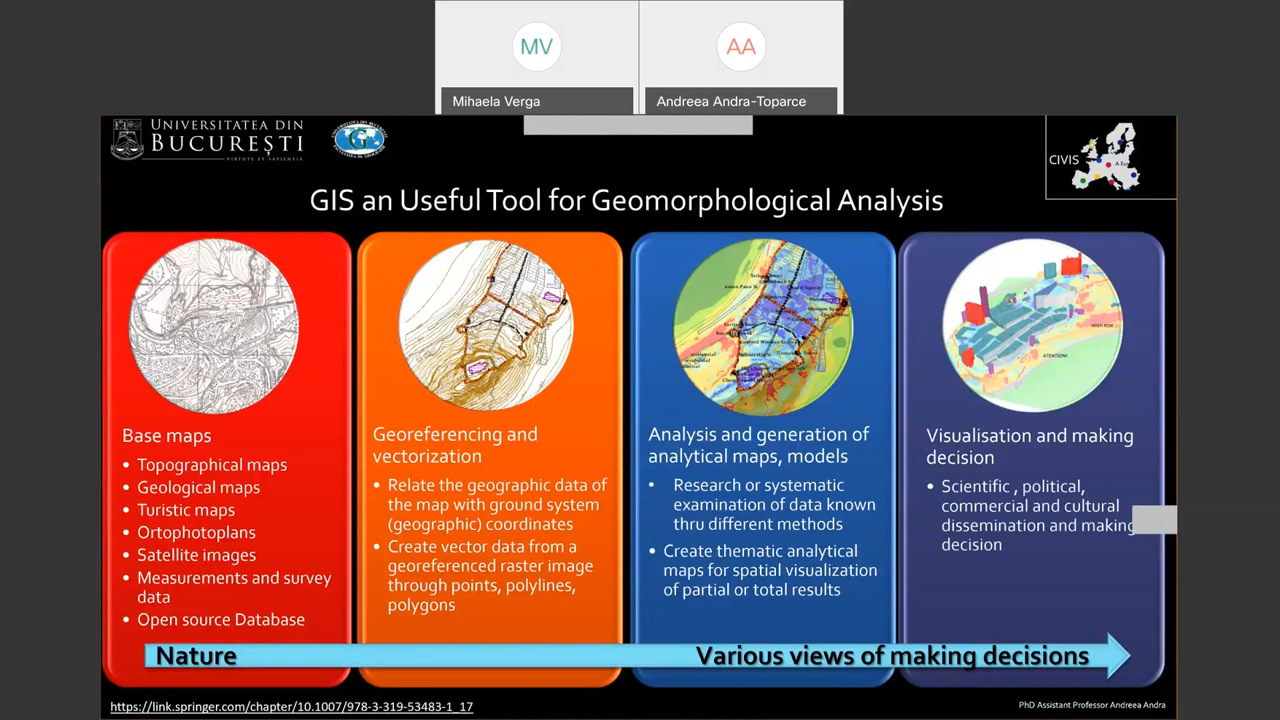 MV
AA
Mihaela Verga
Andreea Andra-Toparce
UNIVERSITATEA DIN
BUCUREȘTI
VIRTUTE ET SAPIENTIA
G
CIVIS
GIS an Useful Tool for Geomorphological Analysis
HIGH RISK
ATENTION!
Base maps
• Topographical maps
• Geological maps
• Turistic maps
• Ortophotoplans
• Satellite images
• Measurements and survey
data
• Open source Database
Georeferencing and
vectorization
• Relate the geographic data of
the map with ground system
(geographic) coordinates
• Create vector data from a
georeferenced raster image
through points, polylines,
polygons
Analysis and generation of
analytical maps, models
• Research or systematic
examination of data known
thru different methods
• Create thematic analytical
maps for spatial visualization
of partial or total results
Visualisation and making
decision
• Scientific , political,
commercial and cultural
dissemination and making
decision
Nature
Various views of making decisions
https://link.springer.com/chapter/10.1007/978-3-319-53483-1_17
PhD Assistant Professor Andreea Andra